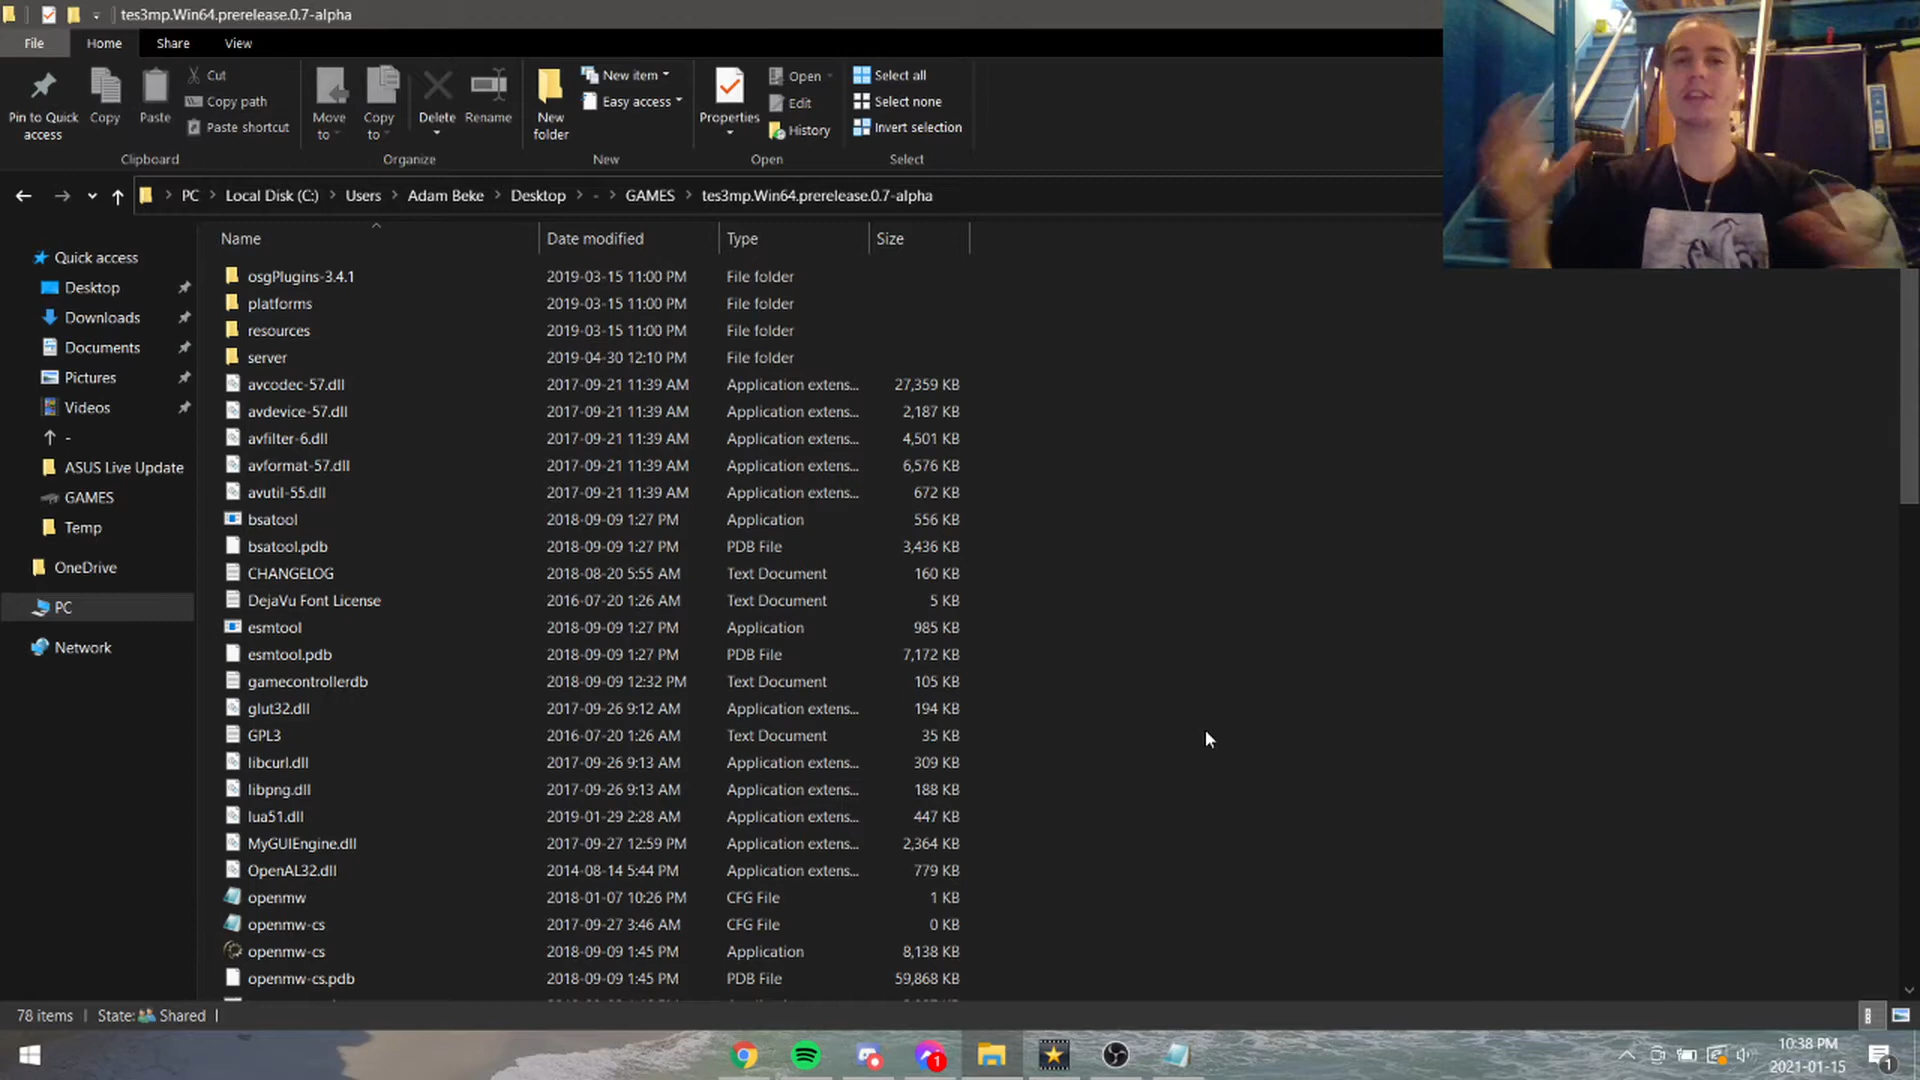 tes3mp.Win64.prerelease.0.7-alpha
File Home Share View
Pin to Quick access
Copy
Paste
Cut
Copy path
Paste shortcut
Clipboard
Move to
Copy to
Delete
Rename
Organize
New folder
New item
Easy access
New
Properties
Open
Edit
History
Open
Select all
Select none
Invert selection
Select
PC Local Disk (C:) Users Adam Beke Desktop - GAMES tes3mp.Win64.prerelease.0.7-alpha
Quick access
Desktop
Downloads
Documents
Pictures
Videos
-
ASUS Live Update
GAMES
Temp
OneDrive
PC
Network
Name Date modified Type Size
osgPlugins-3.4.1 2019-03-15 11:00 PM File folder
platforms 2019-03-15 11:00 PM File folder
resources 2019-03-15 11:00 PM File folder
server 2019-04-30 12:10 PM File folder
avcodec-57.dll 2017-09-21 11:39 AM Application extens... 27,359 KB
avdevice-57.dll 2017-09-21 11:39 AM Application extens... 2,187 KB
avfilter-6.dll 2017-09-21 11:39 AM Application extens... 4,501 KB
avformat-57.dll 2017-09-21 11:39 AM Application extens... 6,576 KB
avutil-55.dll 2017-09-21 11:39 AM Application extens... 672 KB
bsatool 2018-09-09 1:27 PM Application 556 KB
bsatool.pdb 2018-09-09 1:27 PM PDB File 3,436 KB
CHANGELOG 2018-08-20 5:55 AM Text Document 160 KB
DejaVu Font License 2016-07-20 1:26 AM Text Document 5 KB
esmtool 2018-09-09 1:27 PM Application 985 KB
esmtool.pdb 2018-09-09 1:27 PM PDB File 7,172 KB
gamecontrollerdb 2018-09-09 12:32 PM Text Document 105 KB
glut32.dll 2017-09-26 9:12 AM Application extens... 194 KB
GPL3 2016-07-20 1:26 AM Text Document 35 KB
libcurl.dll 2017-09-26 9:13 AM Application extens... 309 KB
libpng.dll 2017-09-26 9:13 AM Application extens... 188 KB
lua51.dll 2019-01-29 2:28 AM Application extens... 447 KB
MyGUIEngine.dll 2017-09-27 12:59 PM Application extens... 2,364 KB
OpenAL32.dll 2014-08-14 5:44 PM Application extens... 779 KB
openmw 2018-01-07 10:26 PM CFG File 1 KB
openmw-cs 2017-09-27 3:46 AM CFG File 0 KB
openmw-cs 2018-09-09 1:45 PM Application 8,138 KB
openmw-cs.pdb 2018-09-09 1:45 PM PDB File 59,868 KB
78 items State: Shared
1
10:38 PM
2021-01-15
1